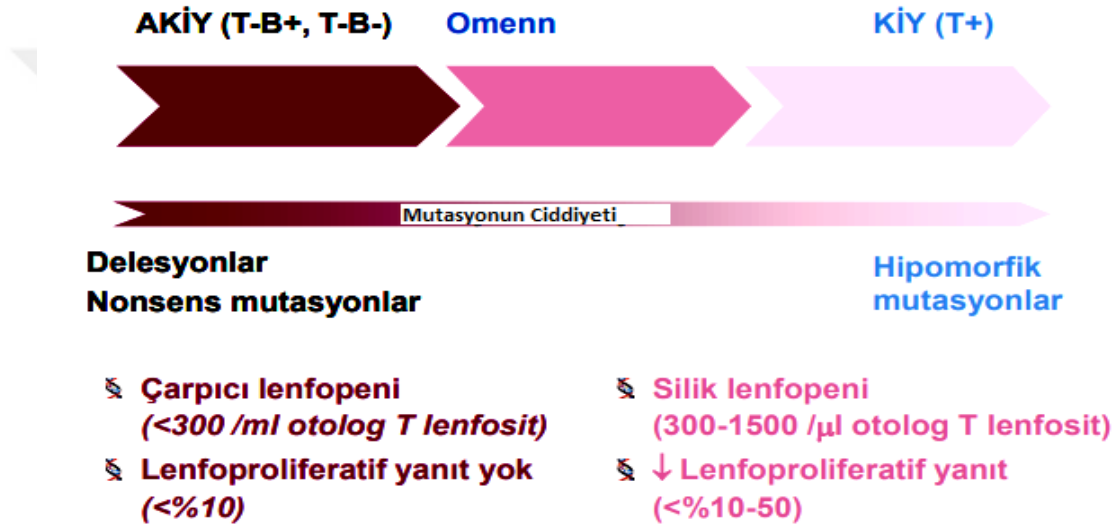 AKİY (T-B+, T-B-) Omenn KİY (T+)
Mutasyonun Ciddiyeti
Delesyonlar
Nonsens mutasyonlar
Hipomorfik
mutasyonlar
Çarpıcı lenfopeni
(<300 /ml otolog T lenfosit)
Lenfoproliferatif yanıt yok
(<%10)
Silik lenfopeni
(300-1500 /μl otolog T lenfosit)
↓ Lenfoproliferatif yanıt
(<%10-50)